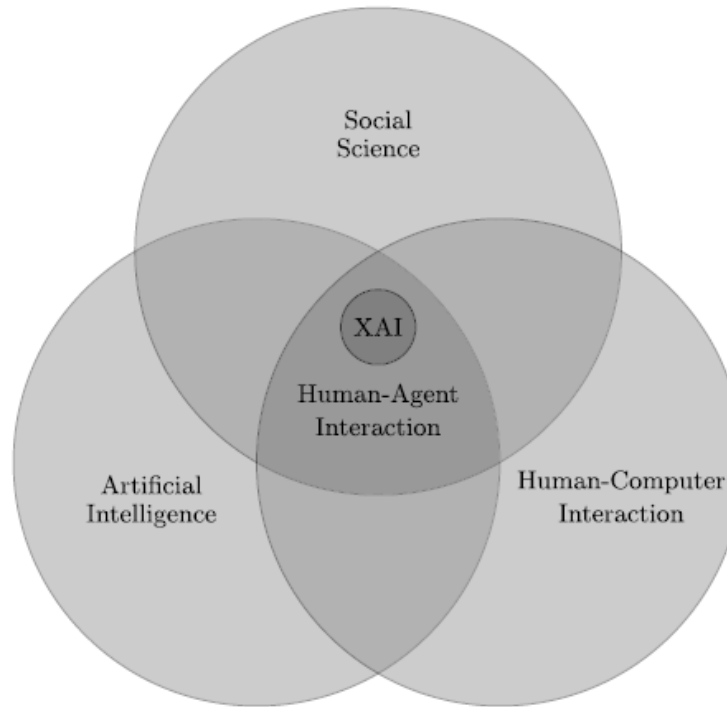 Social
Science
XAI
Human-Agent
Interaction
Artificial
Intelligence
Human-Computer
Interaction